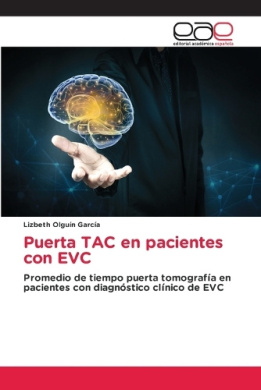 eae
editorial académica española
Lizbeth Olguín García
Puerta TAC en pacientes
con EVC
Promedio de tiempo puerta tomografía en
pacientes con diagnóstico clínico de EVC